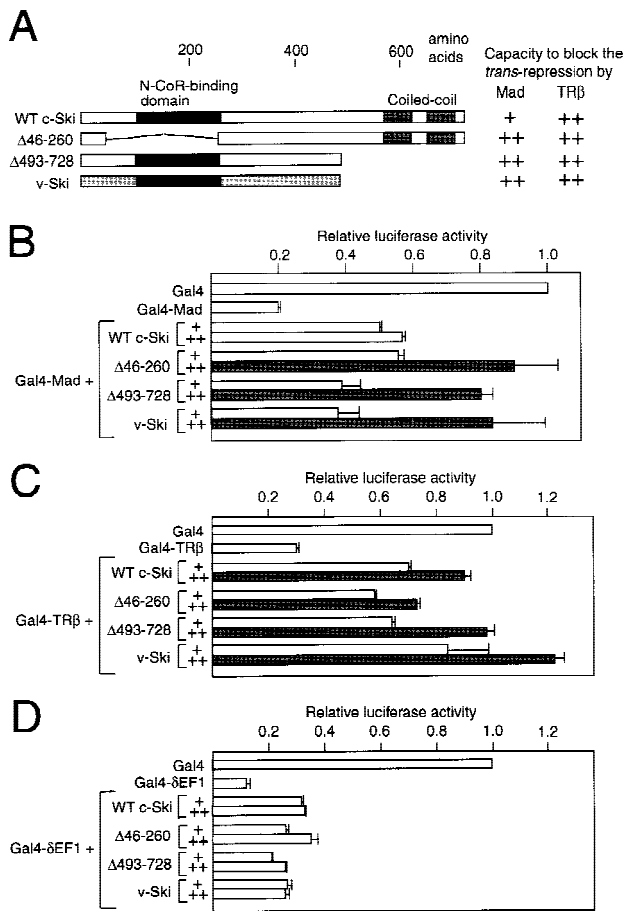 A
200 400 600 amino acids
Capacity to block the trans-repression by
Mad TRβ
N-CoR-binding domain
Coiled-coil
WT c-Ski + ++
Δ46-260 ++ ++
Δ493-728 ++ ++
v-Ski ++ ++
B
Relative luciferase activity
0.2 0.4 0.6 0.8 1.0
Gal4
Gal4-Mad
Gal4-Mad +
WT c-Ski + ++
Δ46-260 + ++
Δ493-728 + ++
v-Ski + ++
C
Relative luciferase activity
0.2 0.4 0.6 0.8 1.0 1.2
Gal4
Gal4-TRβ
Gal4-TRβ +
WT c-Ski + ++
Δ46-260 + ++
Δ493-728 + ++
v-Ski + ++
D
Relative luciferase activity
0.2 0.4 0.6 0.8 1.0 1.2
Gal4
Gal4-δEF1
Gal4-δEF1 +
WT c-Ski + ++
Δ46-260 + ++
Δ493-728 + ++
v-Ski + ++